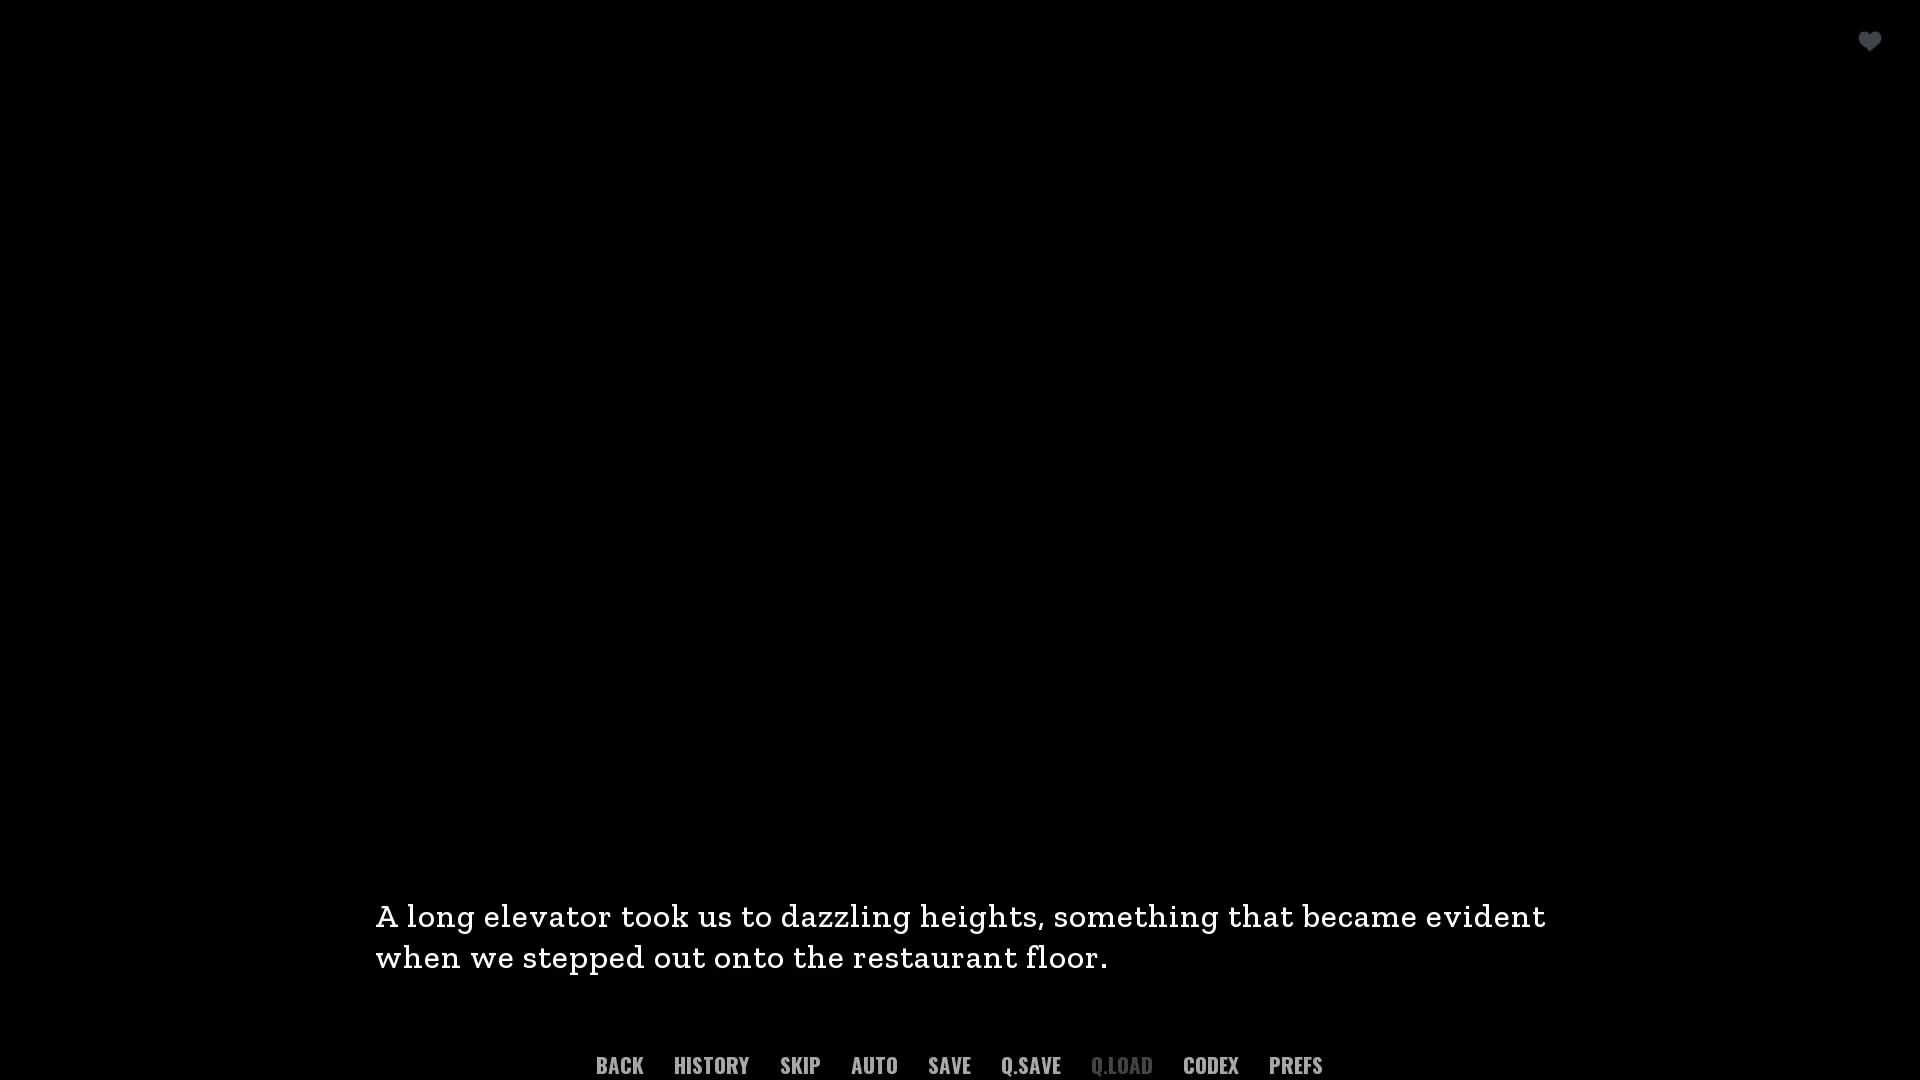 A long elevator took us to dazzling heights, something that became evident
when we stepped out onto the restaurant floor.
BACK HISTORY SKIP AUTO SAVE Q.SAVE Q.LOAD CODEX PREFS